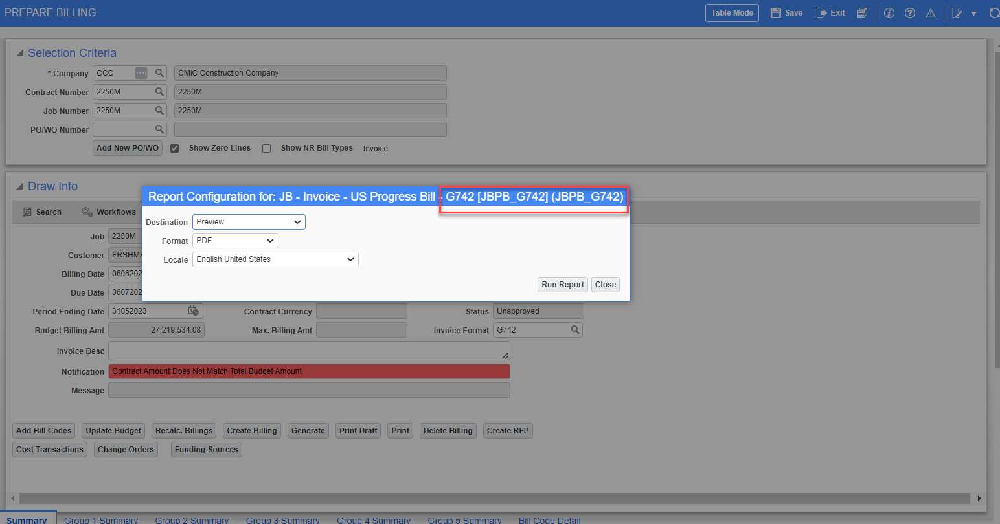 PREPARE BILLING
Table Mode Save Exit
Selection Criteria
* Company CCC CMiC Construction Company
Contract Number 2250M 2250M
Job Number 2250M 2250M
PO/WO Number
Add New PO/WO Show Zero Lines Show NR Bill Types Invoice
Draw Info
Report Configuration for: JB - Invoice - US Progress Bill - G742 [JBPB_G742] (JBPB_G742)
Search Workflows
Destination Preview
Job 2250M
Format PDF
Customer FRSHMA
Locale English United States
Billing Date 0606202
Run Report Close
Due Date 0607202
Period Ending Date 31052023 Contract Currency Status Unapproved
Budget Billing Amt 27,219,534.08 Max. Billing Amt Invoice Format G742
Invoice Desc
Notification Contract Amount Does Not Match Total Budget Amount
Message
Add Bill Codes Update Budget Recalc. Billings Create Billing Generate Print Draft Print Delete Billing Create RFP
Cost Transactions Change Orders Funding Sources
Summary Group 1 Summary Group 2 Summary Group 3 Summary Group 4 Summary Group 5 Summary Bill Code Detail